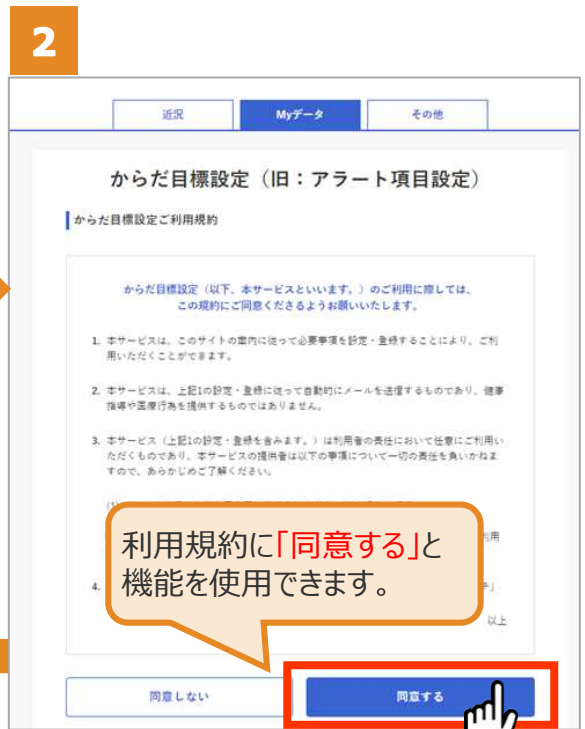 2
近況 Myデータ その他
からだ目標設定（旧：アラート項目設定）
からだ目標設定ご利用規約
からだ目標設定（以下、本サービスといいます。）のご利用に際しては、
この規約にご同意くださるようお願いいたします。
1. 本サービスは、このサイトの案内に従って必要事項を設定・登録することにより、ご利
用いただくことができます。
2. 本サービスは、上記1の設定・登録に従って自動的にメールを送信するものであり、健康
指導や医療行為を提供するものではありません。
3. 本サービス（上記1の設定・登録を含みます。）は利用者の責任において任意にご利用い
ただくものであり、本サービスの提供者は以下の事項について一切の責任を負いかねま
すので、あらかじめご了解ください。
(1)
利用
利用規約に「同意する」と
機能を使用できます。
4.
以上
同意しない 同意する